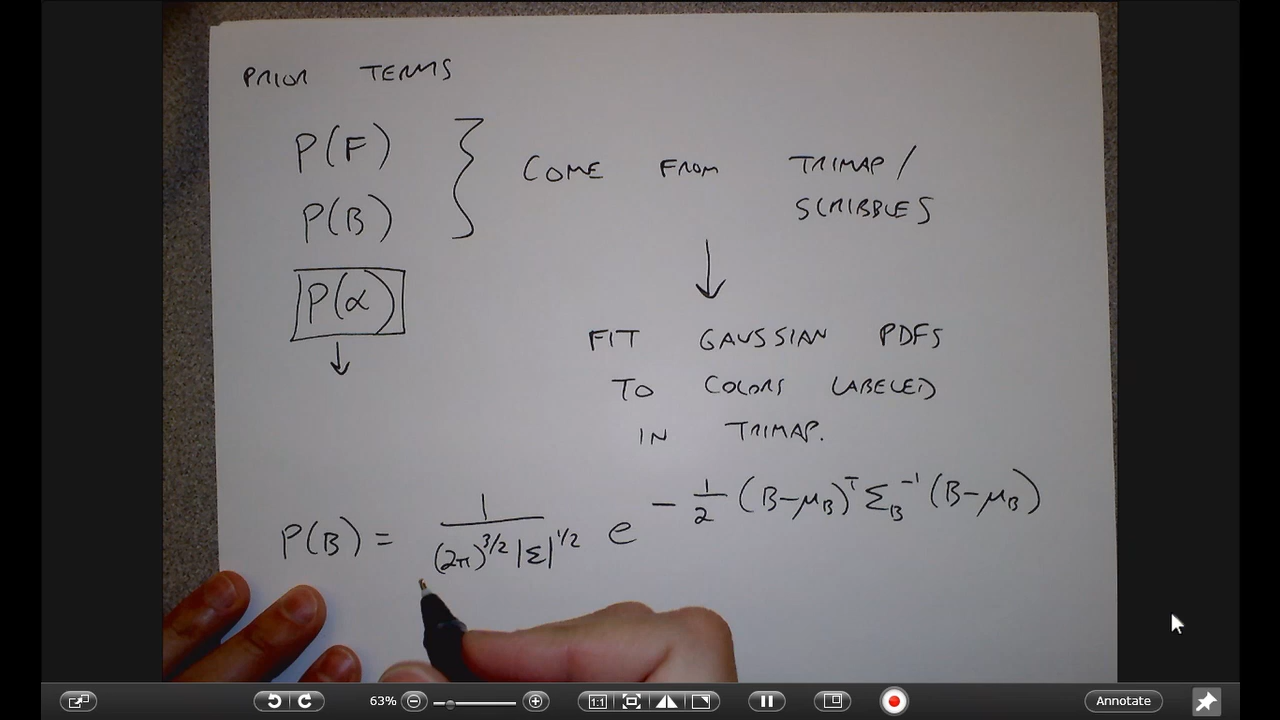 PRIOR TERMS
P(F)
P(B)
P(α)
COME FROM TRIMAP/
SCRIBBLES
FIT GAUSSIAN PDFS
TO COLORS LABELED
IN TRIMAP.
P(B) = 1/((2π)^3/2 |Σ|^1/2) e^(-1/2 (B-μ_B)^T Σ_B^-1 (B-μ_B))
63%
1:1
Annotate